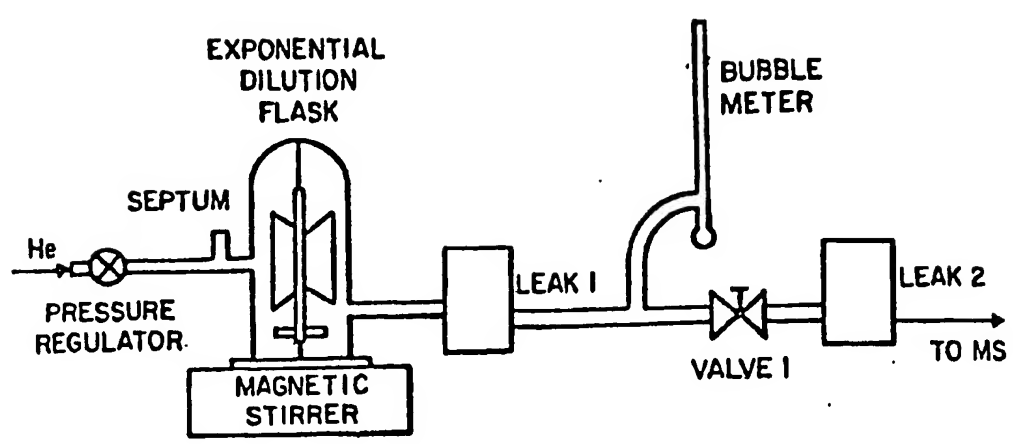 EXPONENTIAL
DILUTION
FLASK
BUBBLE
METER
SEPTUM
He
PRESSURE
REGULATOR
LEAK 1
LEAK 2
TO MS
VALVE 1
MAGNETIC
STIRRER